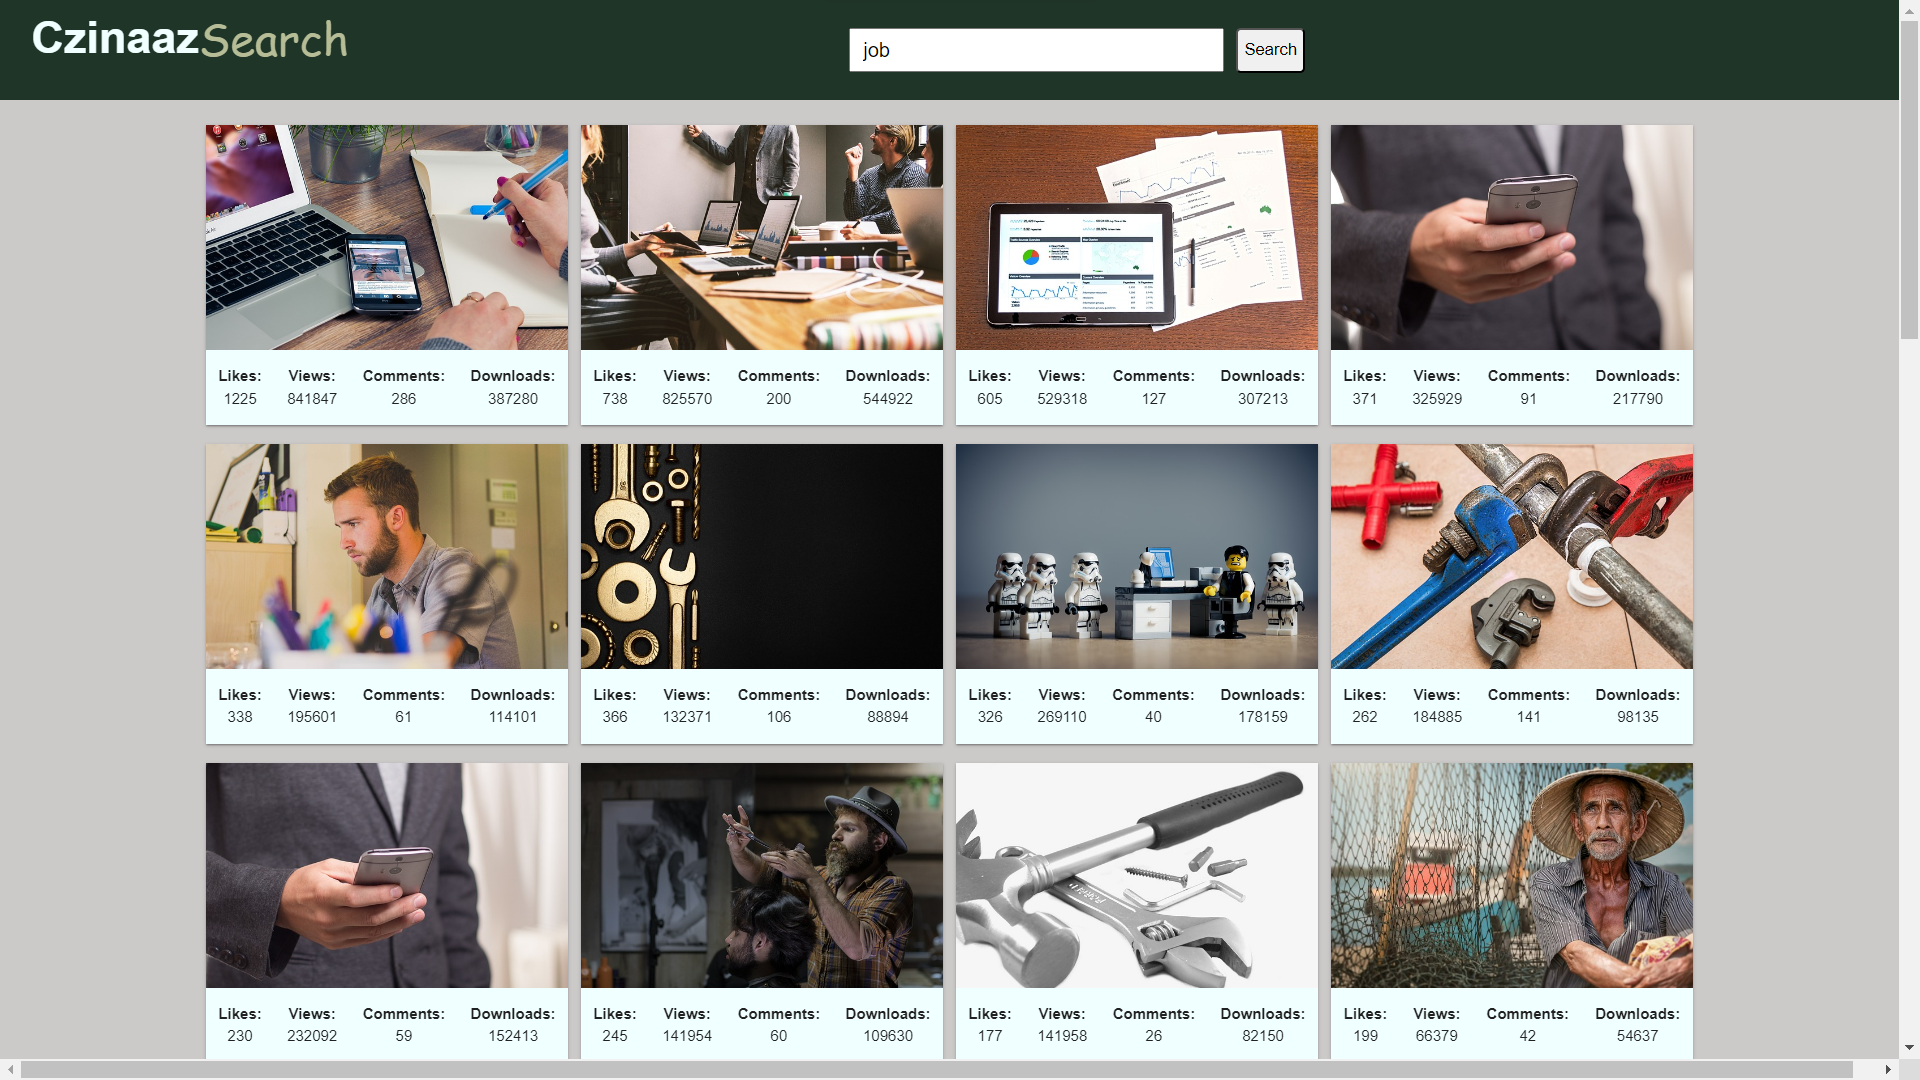 CzinaazSearch
job
Search
Likes: Views: Comments: Downloads:
1225 841847 286 387280
Likes: Views: Comments: Downloads:
738 825570 200 544922
Likes: Views: Comments: Downloads:
605 529318 127 307213
Likes: Views: Comments: Downloads:
371 325929 91 217790
Likes: Views: Comments: Downloads:
338 195601 61 114101
Likes: Views: Comments: Downloads:
366 132371 106 88894
Likes: Views: Comments: Downloads:
326 269110 40 178159
Likes: Views: Comments: Downloads:
262 184885 141 98135
Likes: Views: Comments: Downloads:
230 232092 59 152413
Likes: Views: Comments: Downloads:
245 141954 60 109630
Likes: Views: Comments: Downloads:
177 141958 26 82150
Likes: Views: Comments: Downloads:
199 66379 42 54637